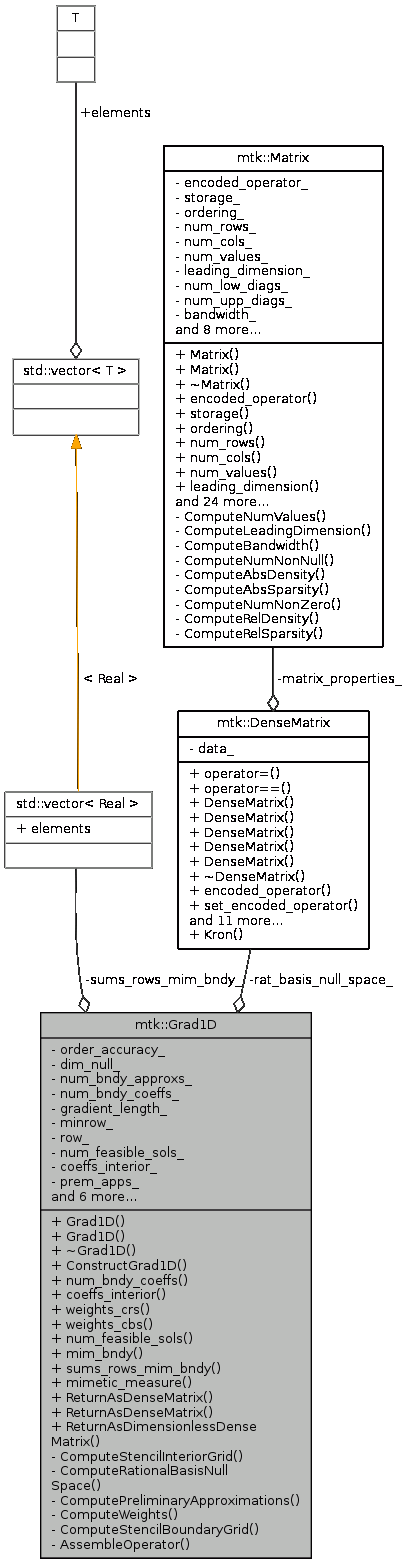 T
+elements
mtk::Matrix
- encoded_operator_
- storage_
- ordering_
- num_rows_
- num_cols_
- num_values_
- leading_dimension_
- num_low_diags_
- num_upp_diags_
- bandwidth_
and 8 more...
+ Matrix()
+ Matrix()
+ ~Matrix()
+ encoded_operator()
+ storage()
+ ordering()
+ num_rows()
+ num_cols()
+ num_values()
+ leading_dimension()
and 24 more...
- ComputeNumValues()
- ComputeLeadingDimension()
- ComputeBandwidth()
- ComputeNumNonNull()
- ComputeAbsDensity()
- ComputeAbsSparsity()
- ComputeNumNonZero()
- ComputeRelDensity()
- ComputeRelSparsity()
std::vector< T >
< Real >
-matrix_properties_
mtk::DenseMatrix
- data_
+ operator=()
+ operator==()
+ DenseMatrix()
+ DenseMatrix()
+ DenseMatrix()
+ DenseMatrix()
+ DenseMatrix()
+ ~DenseMatrix()
+ encoded_operator()
+ set_encoded_operator()
and 11 more...
+ Kron()
std::vector< Real >
+ elements
-sums_rows_mim_bndy_
-rat_basis_null_space_
mtk::Grad1D
- order_accuracy_
- dim_null_
- num_bndy_approxs_
- num_bndy_coeffs_
- gradient_length_
- minrow_
- row_
- num_feasible_sols_
- coeffs_interior_
- prem_apps_
and 6 more...
+ Grad1D()
+ Grad1D()
+ ~Grad1D()
+ ConstructGrad1D()
+ num_bndy_coeffs()
+ coeffs_interior()
+ weights_crs()
+ weights_cbs()
+ num_feasible_sols()
+ mim_bndy()
+ sums_rows_mim_bndy()
+ mimetic_measure()
+ ReturnAsDenseMatrix()
+ ReturnAsDenseMatrix()
+ ReturnAsDimensionlessDense
Matrix()
- ComputeStencilInteriorGrid()
- ComputeRationalBasisNull
Space()
- ComputePreliminaryApproximations()
- ComputeWeights()
- ComputeStencilBoundaryGrid()
- AssembleOperator()